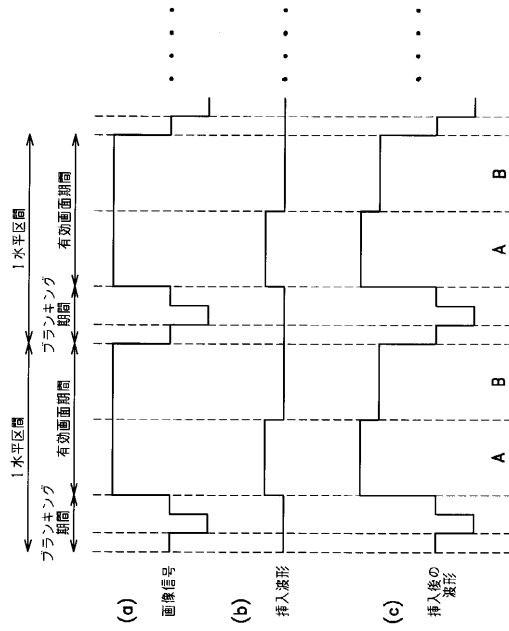 1水平区間
1水平区間
ブランキング
期間
有効画面期間
ブランキング
期間
有効画面期間
(a)
画像信号
(b)
挿入波形
(c)
挿入後の
波形
A
B
A
B